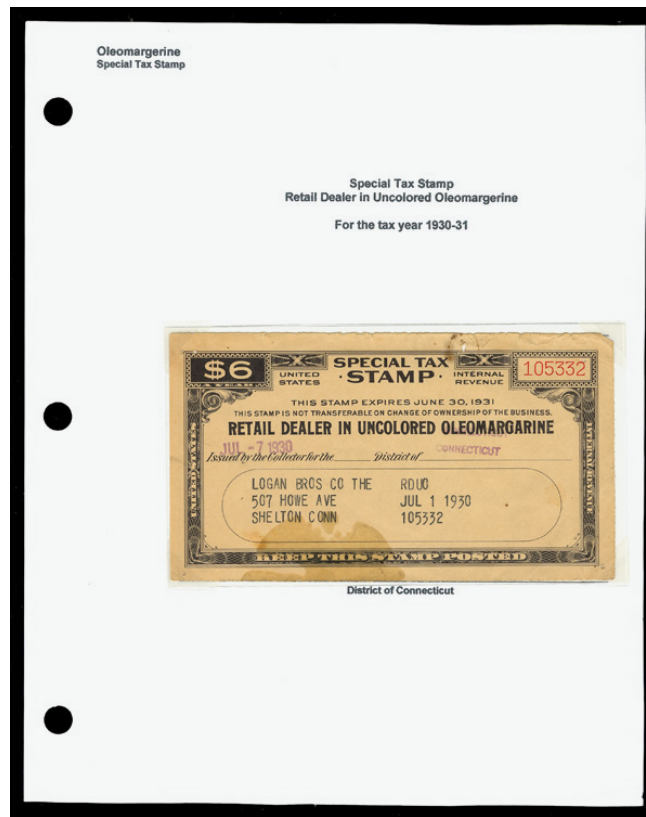 Oleomargerine
Special Tax Stamp
Special Tax Stamp
Retail Dealer in Uncolored Oleomargerine
For the tax year 1930-31
$6
A YEAR
UNITED STATES
SPECIAL TAX
· STAMP ·
INTERNAL REVENUE
105332
THIS STAMP EXPIRES JUNE 30, 1931
THIS STAMP IS NOT TRANSFERABLE ON CHANGE OF OWNERSHIP OF THE BUSINESS.
RETAIL DEALER IN UNCOLORED OLEOMARGARINE
JUL - 7 1930
Issued by the Collector for the District of
CONNECTICUT
LOGAN BROS CO THE RDUO
507 HOWE AVE JUL 1 1930
SHELTON CONN 105332
UNITED STATES
INTERNAL REVENUE
KEEP THIS STAMP POSTED
District of Connecticut